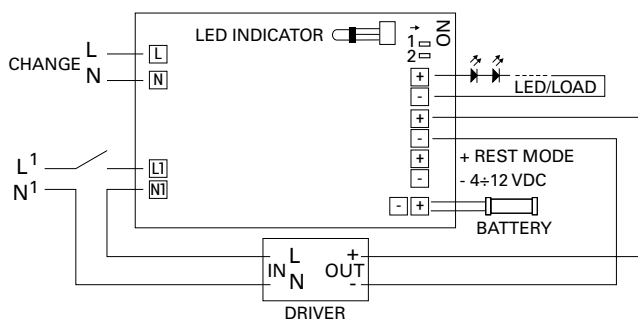 LED INDICATOR
→
1
2
ON
CHANGE
L
N
L
N
+
-
+
-
+
-
LED/LOAD
+ REST MODE
- 4÷12 VDC
L¹
N¹
L1
N1
- +
BATTERY
IN
L
N
OUT
+
-
DRIVER